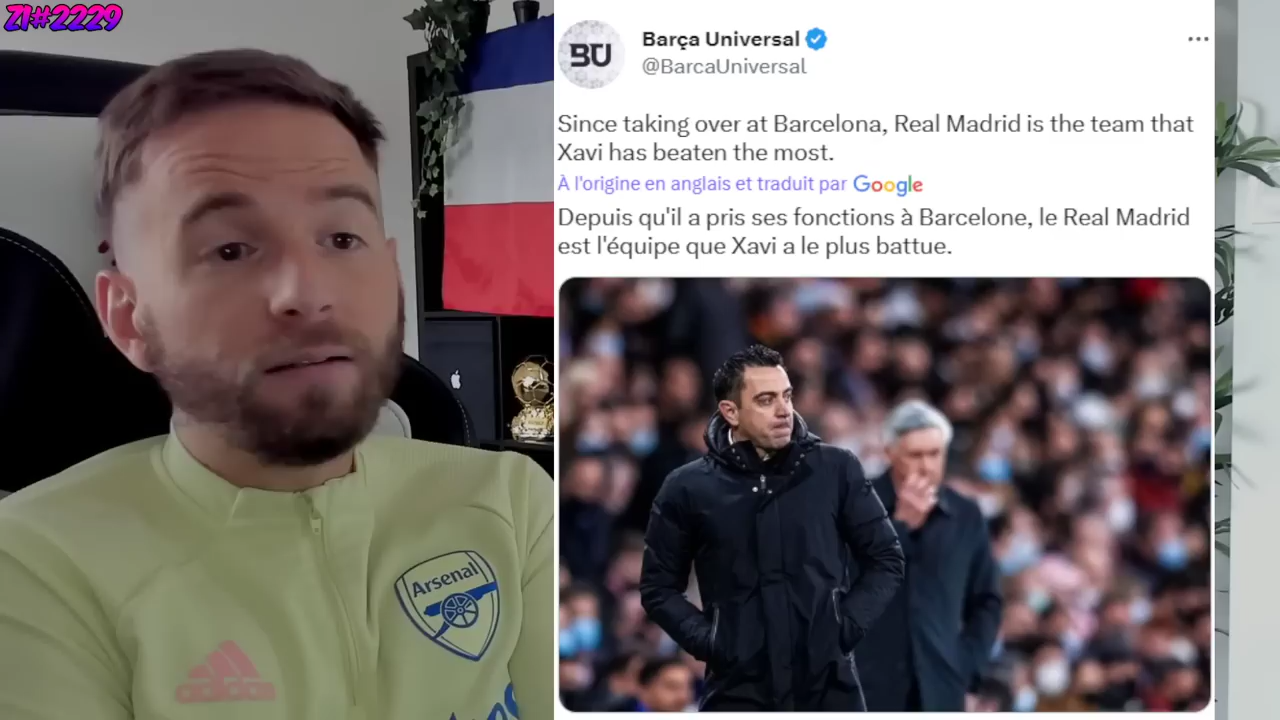 ZI#2229
BU
Barça Universal
@BarcaUniversal
Since taking over at Barcelona, Real Madrid is the team that
Xavi has beaten the most.
À l'origine en anglais et traduit par Google
Depuis qu'il a pris ses fonctions à Barcelone, le Real Madrid
est l'équipe que Xavi a le plus battue.
Arsenal
adidas